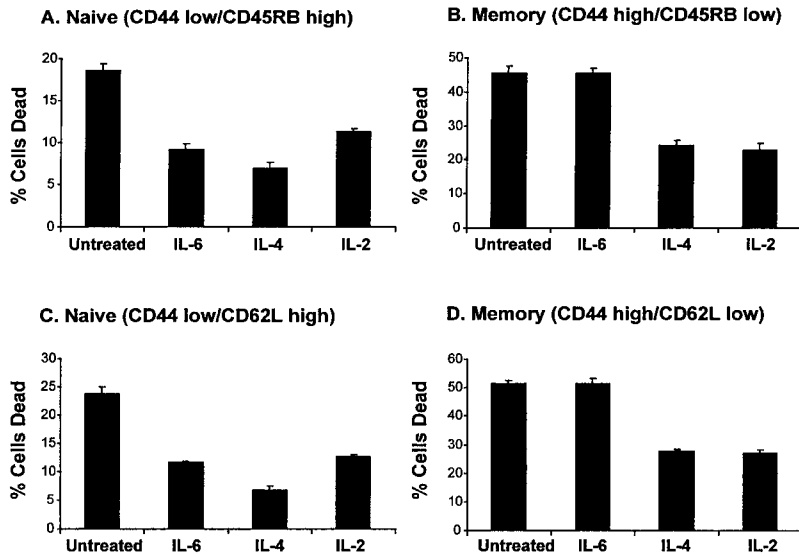 A. Naive (CD44 low/CD45RB high)
% Cells Dead
20
15
10
5
0
Untreated IL-6 IL-4 IL-2
B. Memory (CD44 high/CD45RB low)
% Cells Dead
50
40
30
20
10
0
Untreated IL-6 IL-4 IL-2
C. Naive (CD44 low/CD62L high)
% Cells Dead
30
25
20
15
10
5
0
Untreated IL-6 IL-4 IL-2
D. Memory (CD44 high/CD62L low)
% Cells Dead
60
50
40
30
20
10
0
Untreated IL-6 IL-4 IL-2